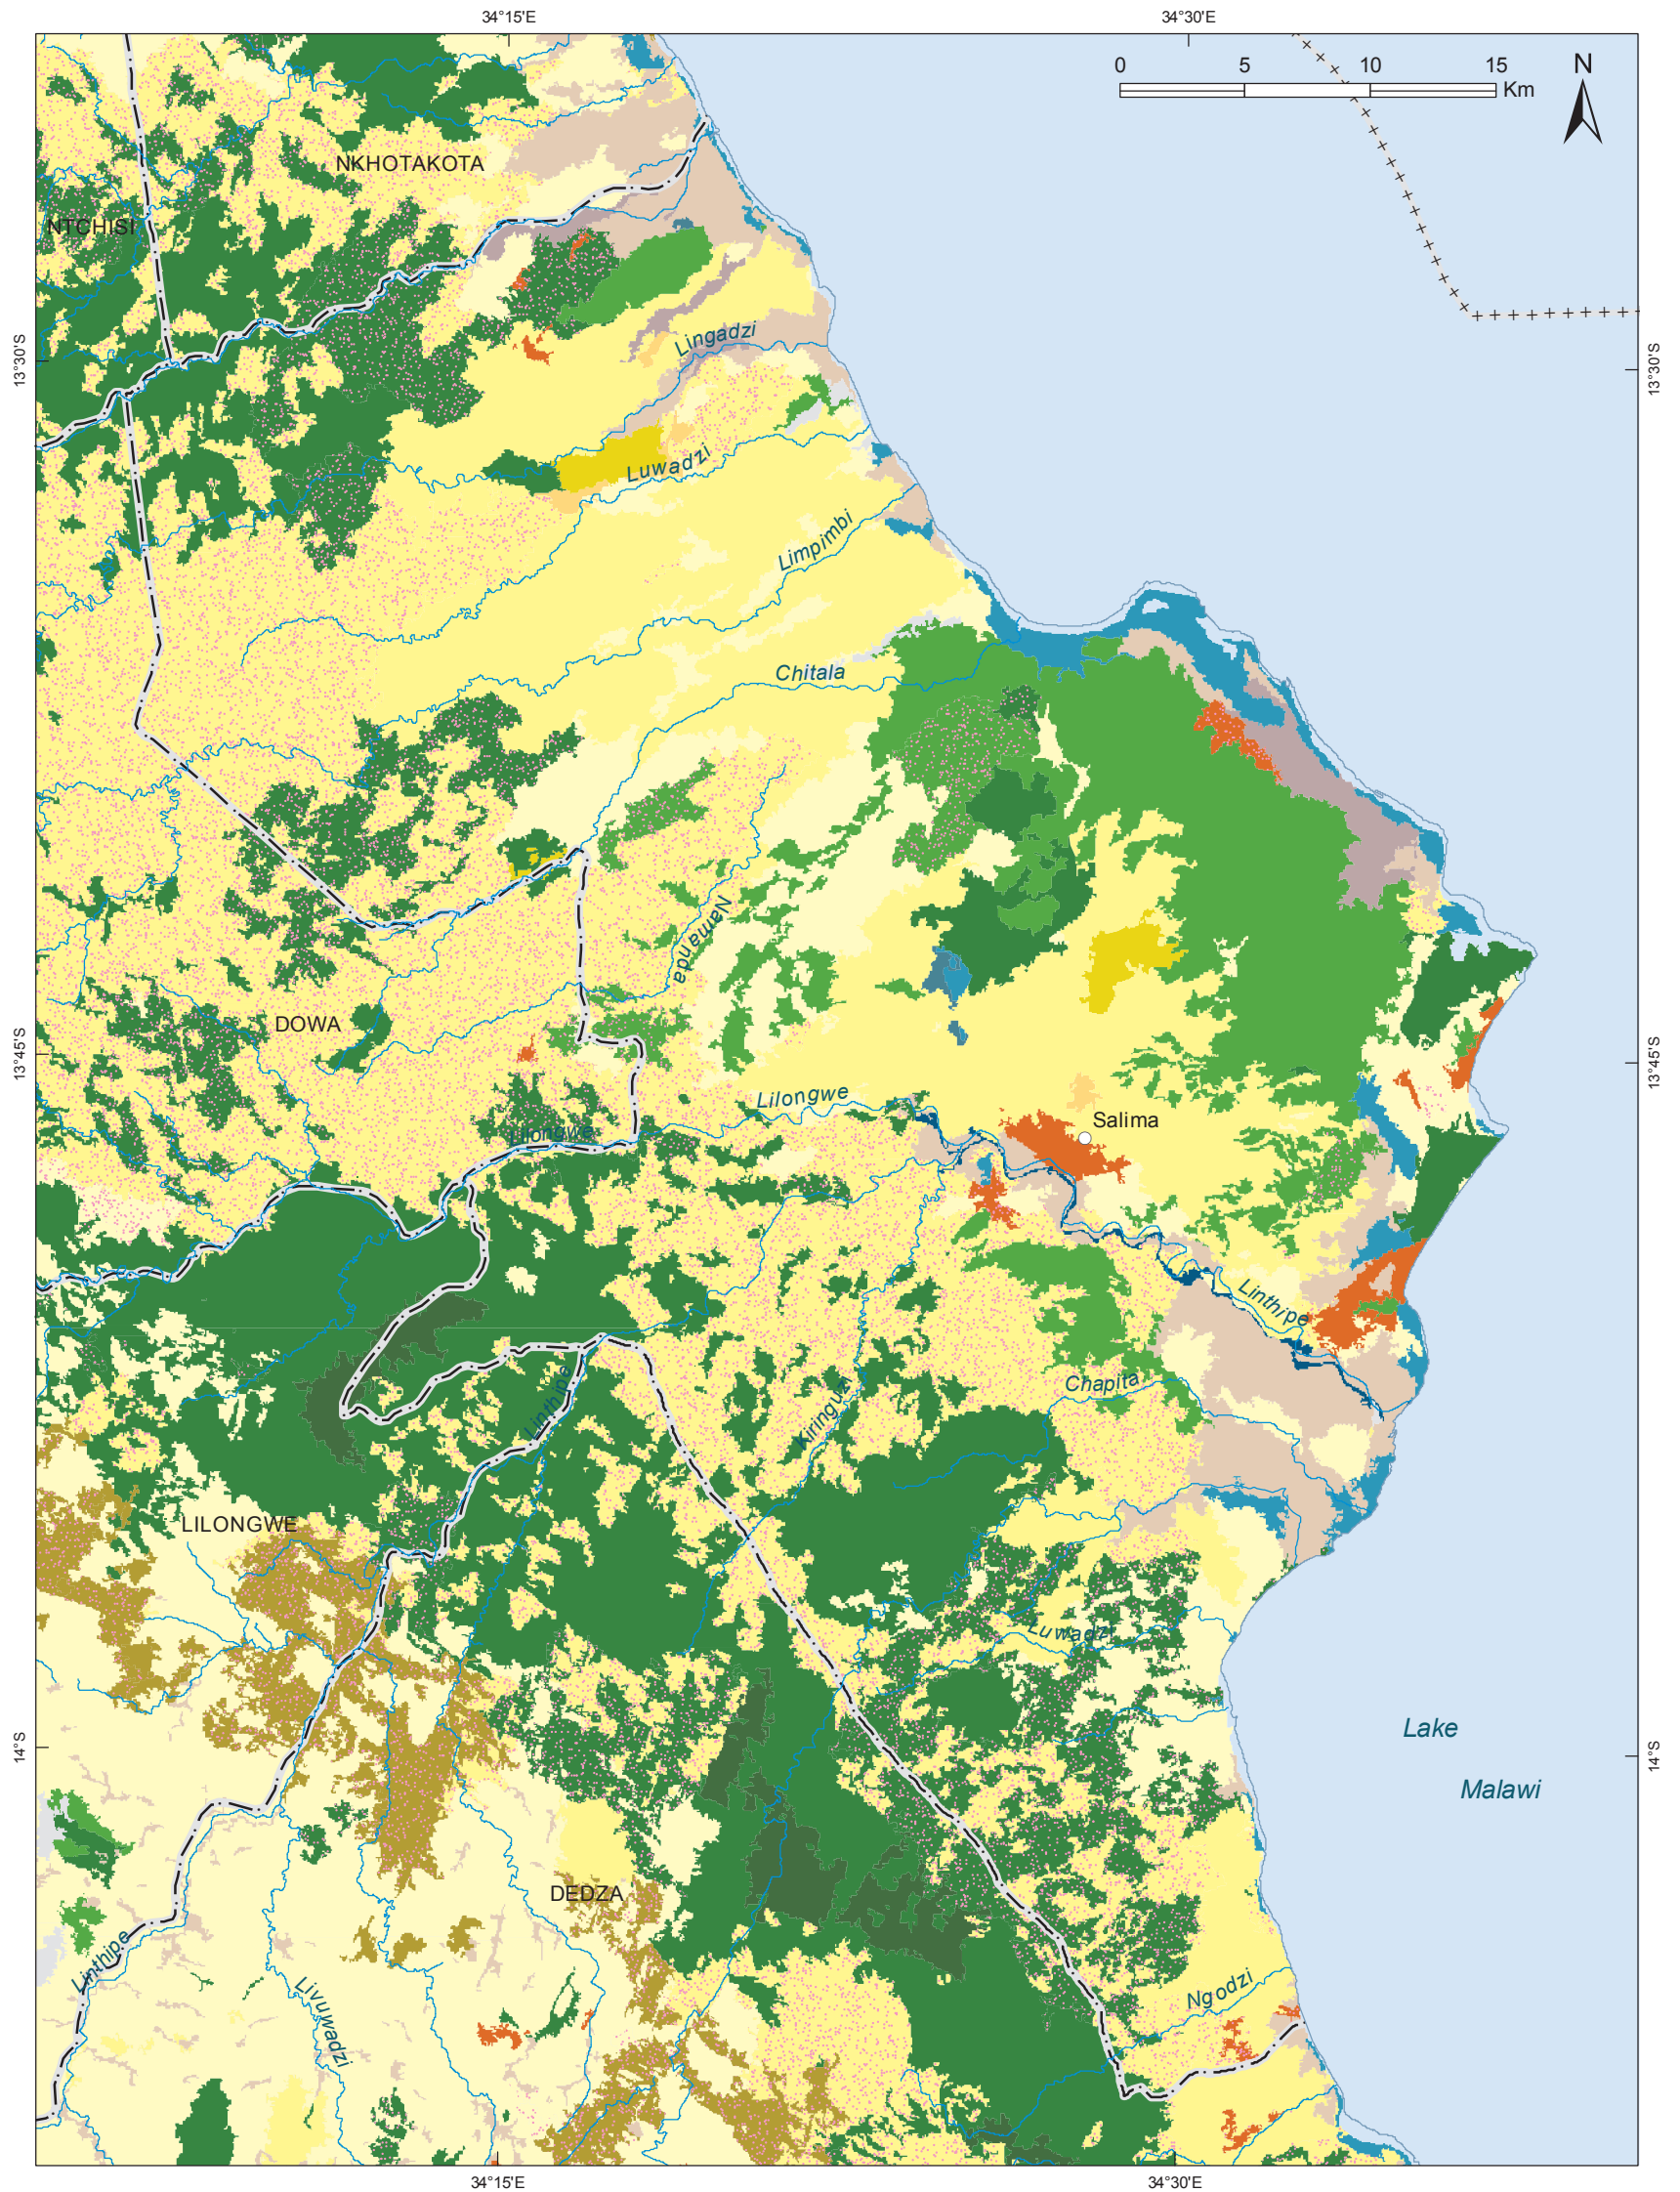 34°15'E
34°30'E
0 5 10 15
Km
N
NKHOTAKOTA
NTCHISI
13°30'S
13°30'S
Lingadzi
Luwadzi
Limpimbi
Chitala
Namanda
DOWA
13°45'S
13°45'S
Lilongwe
Salima
Lilongwe
Linthipe
Chapita
Linthipe
Kiringuzi
LILONGWE
Luwadzi
14°S
14°S
Lake
Malawi
DEDZA
Linthipe
Livuwadzi
Ngodzi
34°15'E
34°30'E